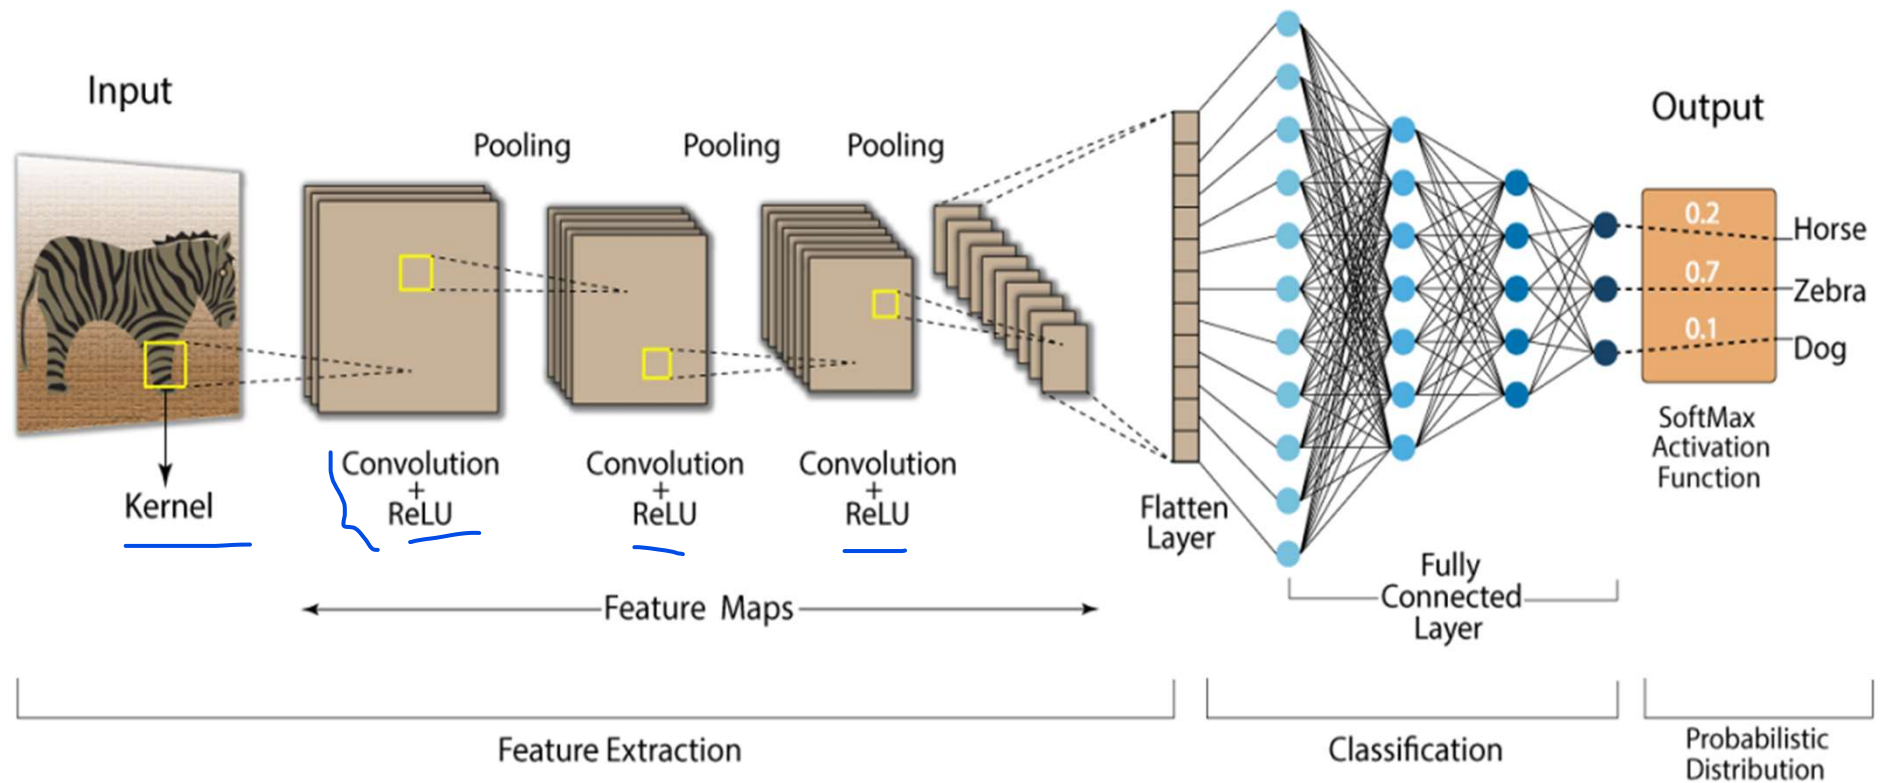 Input
Pooling
Pooling
Pooling
Output
0.2
Horse
0.7
Zebra
0.1
Dog
SoftMax
Activation
Function
Kernel
Convolution
+
ReLU
Convolution
+
ReLU
Convolution
+
ReLU
Flatten
Layer
Feature Maps
Fully
Connected
Layer
Feature Extraction
Classification
Probabilistic
Distribution